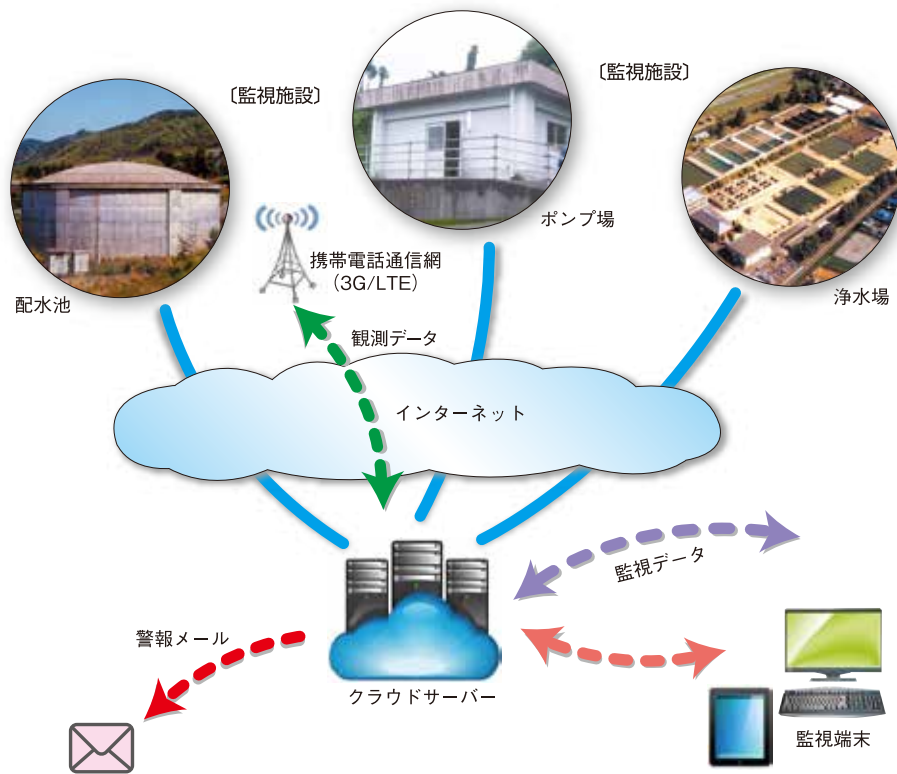 〔監視施設〕
〔監視施設〕
ポンプ場
携帯電話通信網
(3G/LTE)
配水池
浄水場
観測データ
インターネット
監視データ
警報メール
クラウドサーバー
監視端末